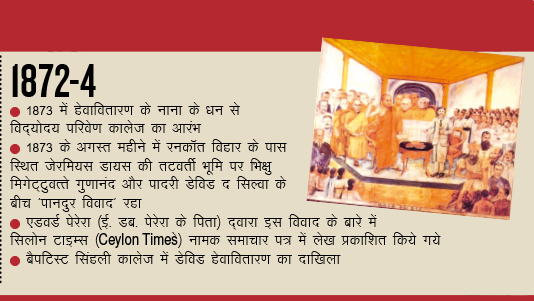 1872-4
● 1873 में हेवावितारण के नाना के धन से
विद्योदय परिवेण कालेज का आरंभ
● 1873 के अगस्त महीने में रनकॉत विहार के पास
स्थित जेरमियस डायस की तटवर्ती भूमि पर भिक्षु
मिगेट्टुवत्ते गुणानंद और पादरी डेविड द सिल्वा के
बीच 'पानदुर विवाद' रहा
● एडवर्ड पेरेरा (ई. डब. पेरेरा के पिता) द्वारा इस विवाद के बारे में
सिलोन टाइम्स (Ceylon Times) नामक समाचार पत्र में लेख प्रकाशित किये गये
● बैपटिस्ट सिंहली कालेज में डेविड हेवावितारण का दाखिला